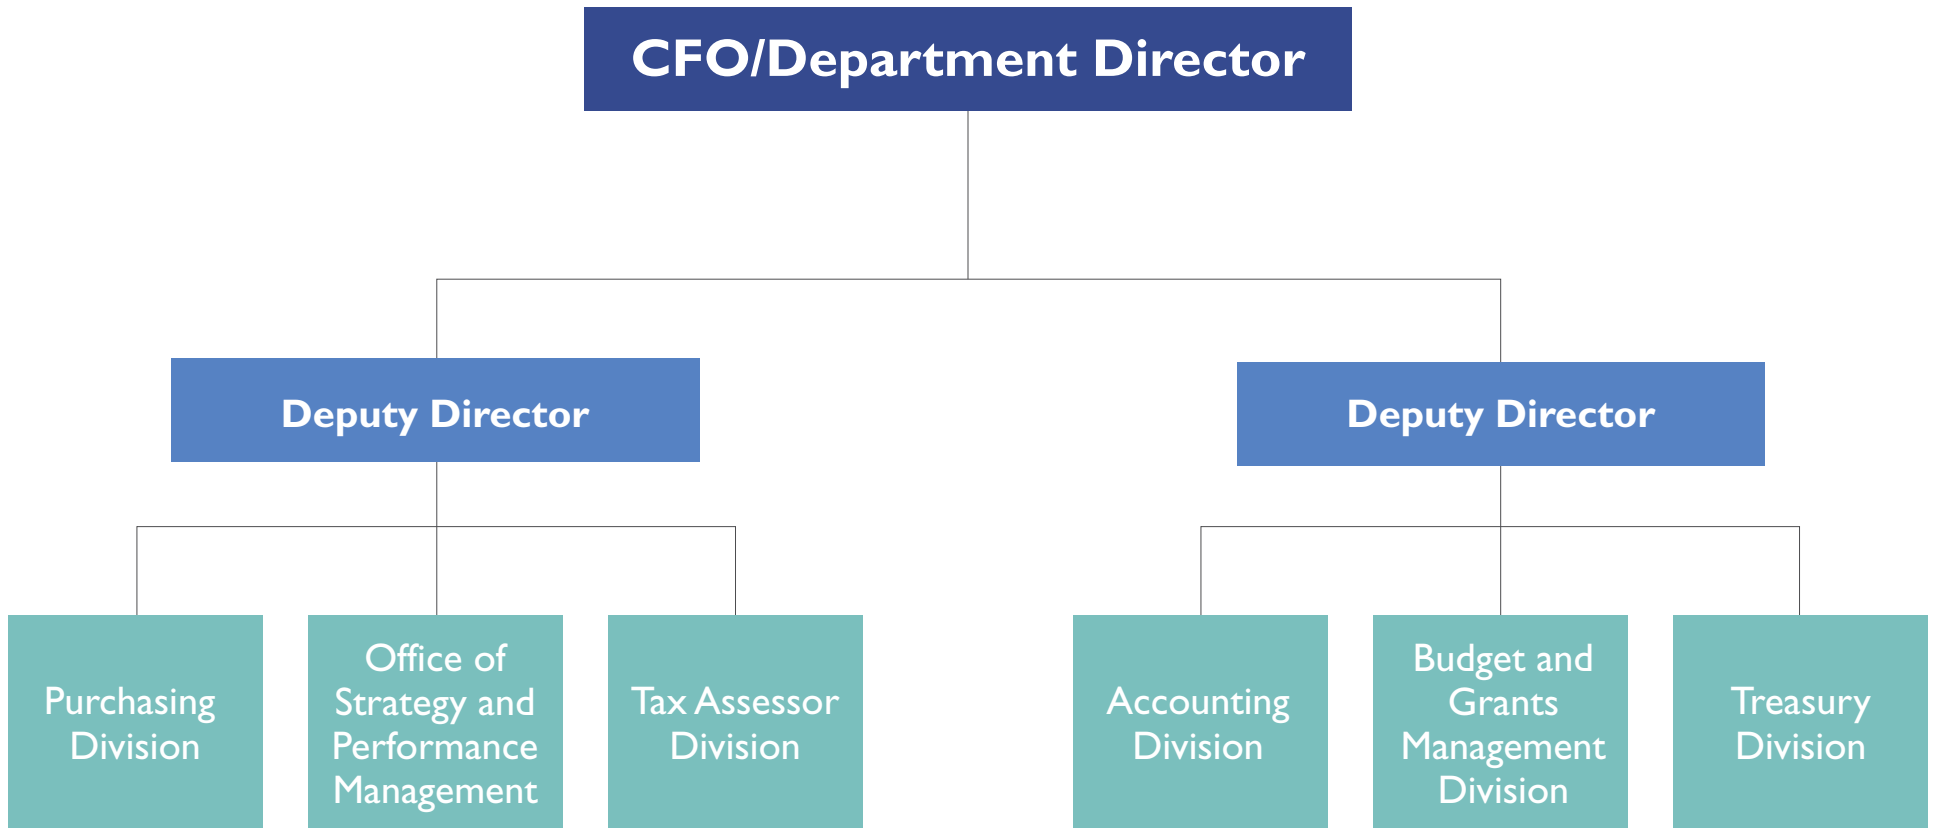 CFO/Department Director
Deputy Director
Deputy Director
Purchasing
Division
Office of
Strategy and
Performance
Management
Tax Assessor
Division
Accounting
Division
Budget and
Grants
Management
Division
Treasury
Division